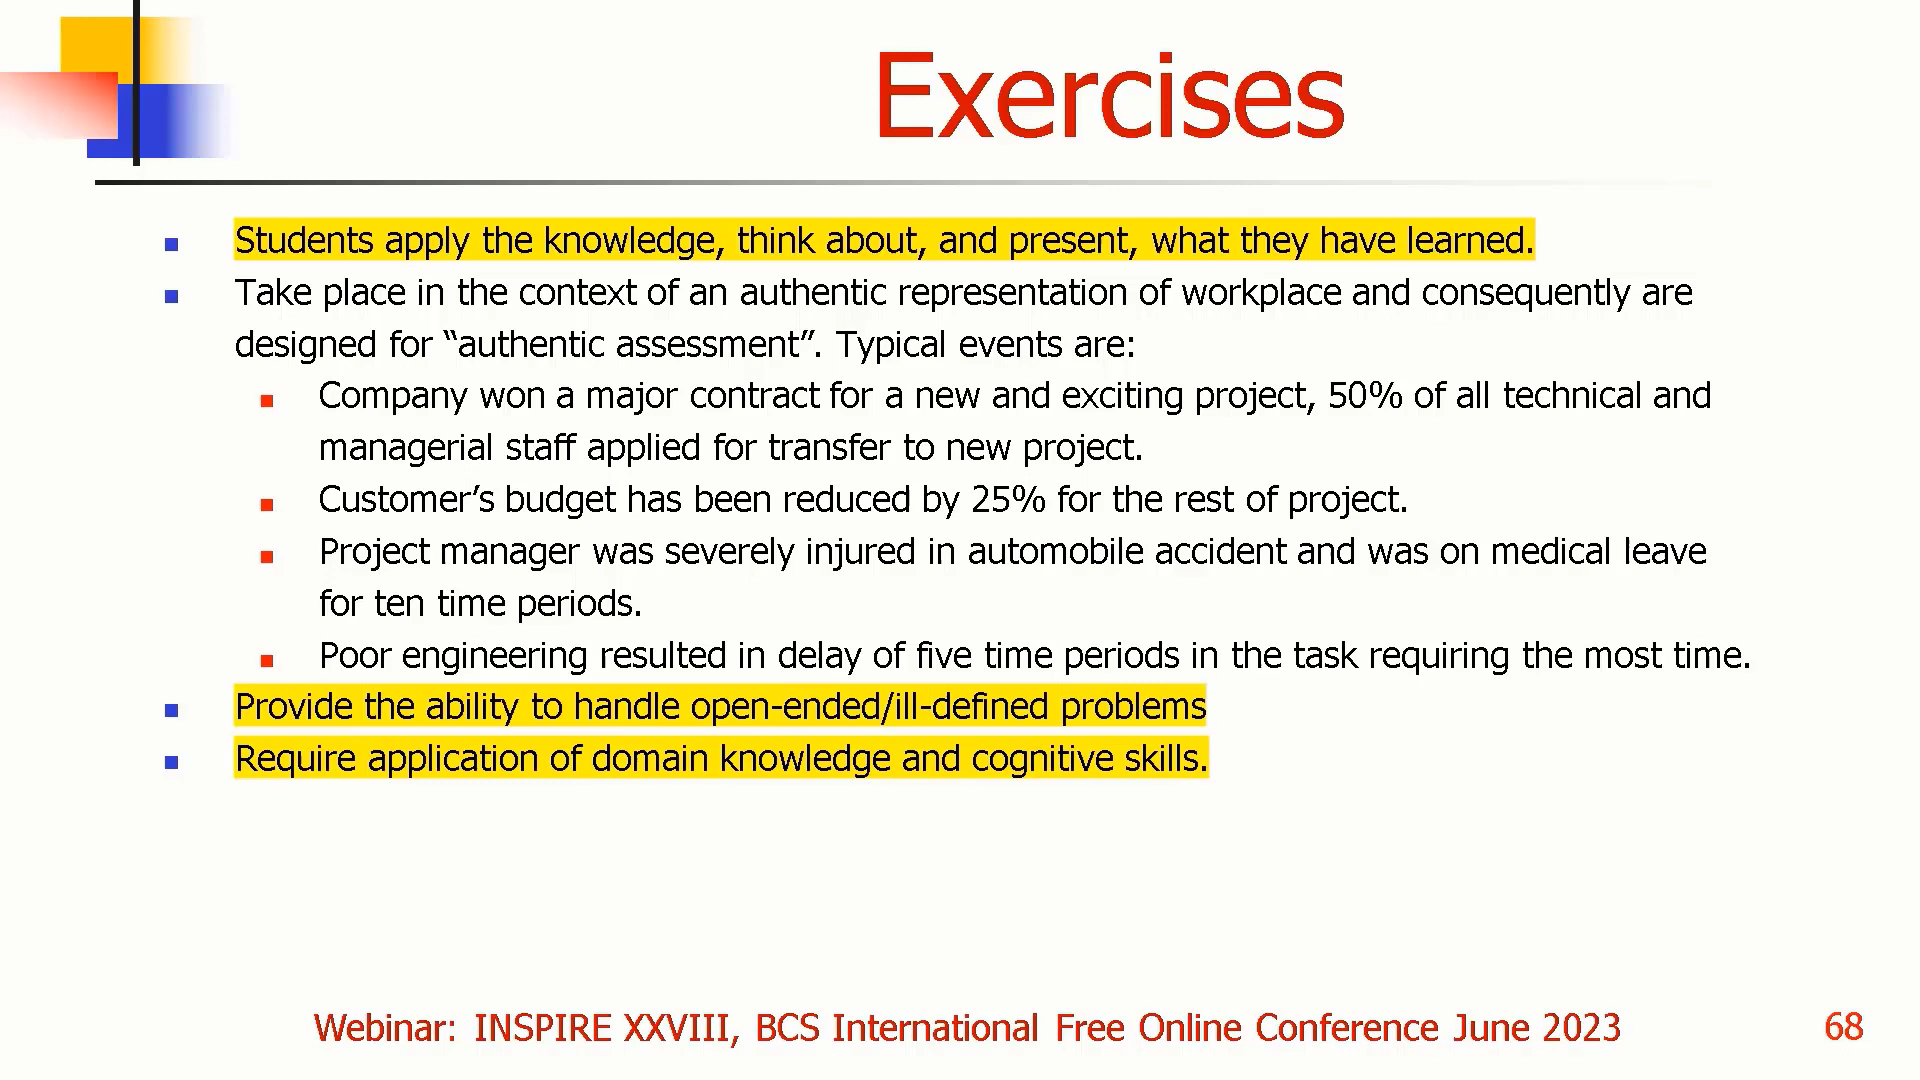 Exercises
Students apply the knowledge, think about, and present, what they have learned.
Take place in the context of an authentic representation of workplace and consequently are
designed for “authentic assessment”. Typical events are:
Company won a major contract for a new and exciting project, 50% of all technical and
managerial staff applied for transfer to new project.
Customer’s budget has been reduced by 25% for the rest of project.
Project manager was severely injured in automobile accident and was on medical leave
for ten time periods.
Poor engineering resulted in delay of five time periods in the task requiring the most time.
Provide the ability to handle open-ended/ill-defined problems
Require application of domain knowledge and cognitive skills.
Webinar: INSPIRE XXVIII, BCS International Free Online Conference June 2023
68